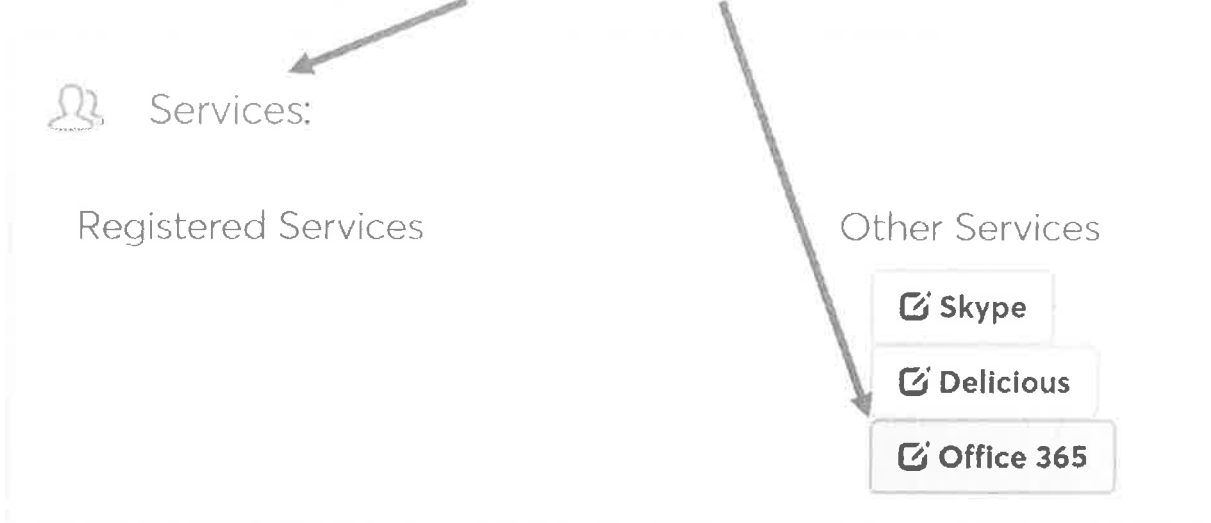 Services:
Registered Services
Other Services
Skype
Delicious
Office 365